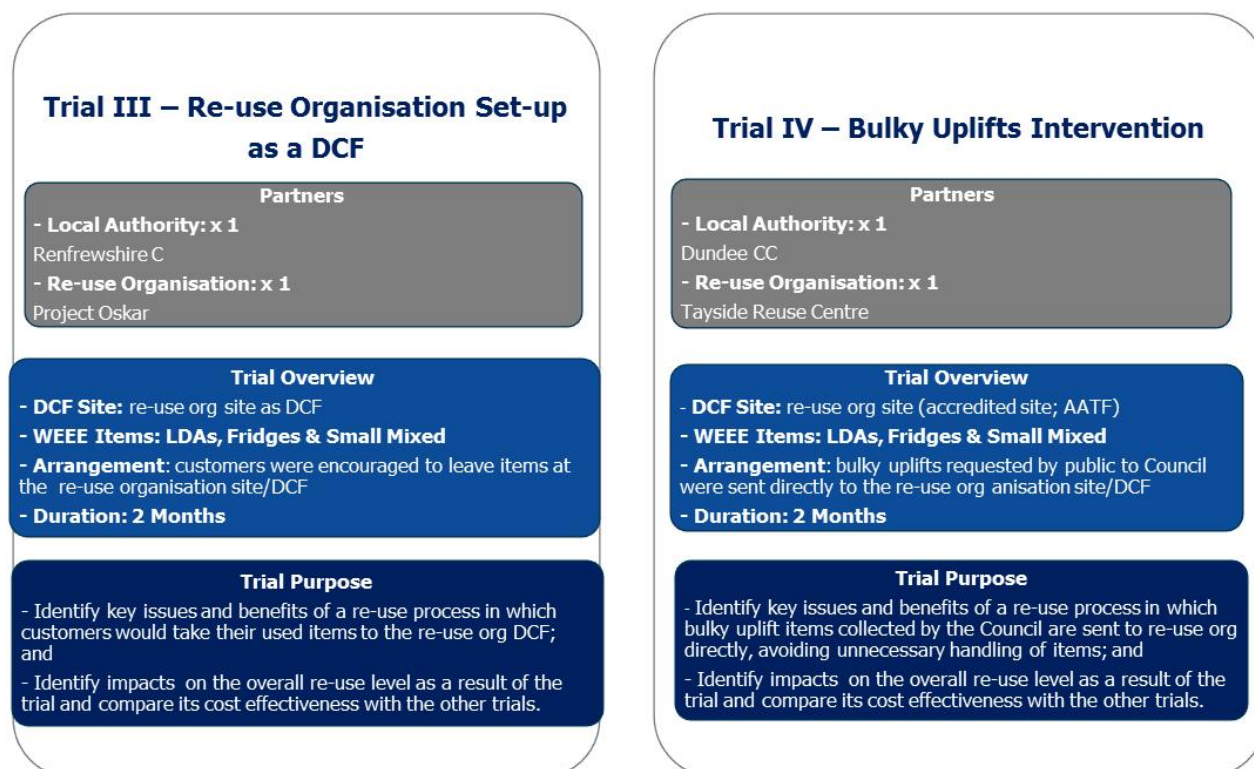 Trial III – Re-use Organisation Set-up
as a DCF
Partners
- Local Authority: x 1
Renfrewshire C
- Re-use Organisation: x 1
Project Oskar
Trial Overview
- DCF Site: re-use org site as DCF
- WEEE Items: LDAs, Fridges & Small Mixed
- Arrangement: customers were encouraged to leave items at
the re-use organisation site/DCF
- Duration: 2 Months
Trial Purpose
- Identify key issues and benefits of a re-use process in which
customers would take their used items to the re-use org DCF;
and
- Identify impacts on the overall re-use level as a result of the
trial and compare its cost effectiveness with the other trials.
Trial IV – Bulky Uplifts Intervention
Partners
- Local Authority: x 1
Dundee CC
- Re-use Organisation: x 1
Tayside Reuse Centre
Trial Overview
- DCF Site: re-use org site (accredited site; AATF)
- WEEE Items: LDAs, Fridges & Small Mixed
- Arrangement: bulky uplifts requested by public to Council
were sent directly to the re-use org anisation site/DCF
- Duration: 2 Months
Trial Purpose
- Identify key issues and benefits of a re-use process in which
bulky uplift items collected by the Council are sent to re-use org
directly, avoiding unnecessary handling of items; and
- Identify impacts on the overall re-use level as a result of the
trial and compare its cost effectiveness with the other trials.